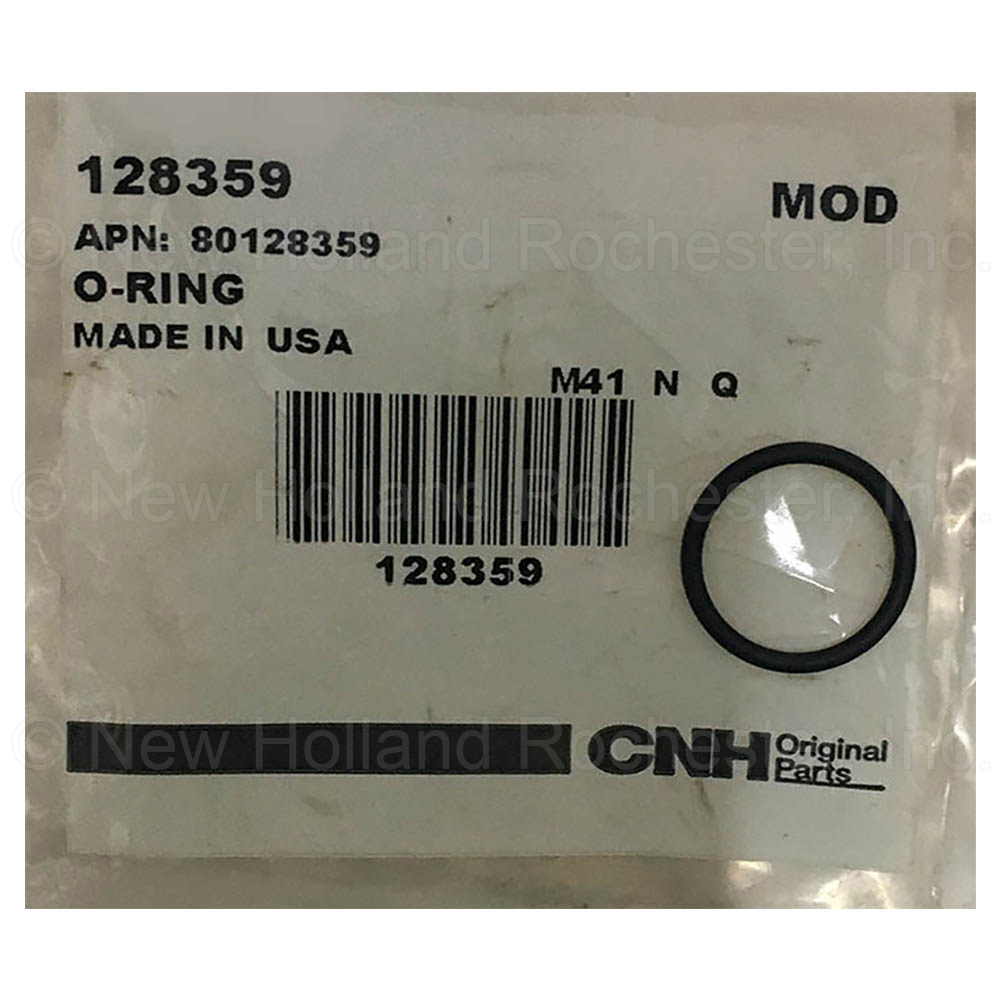 128359
MOD
APN: 80128359
O-RING
MADE IN USA
M41 N Q
128359
CNH Original Parts
© New Holland Rochester, Inc.
© New Holland Rochester, Inc.
© New Holland Rochester, Inc.